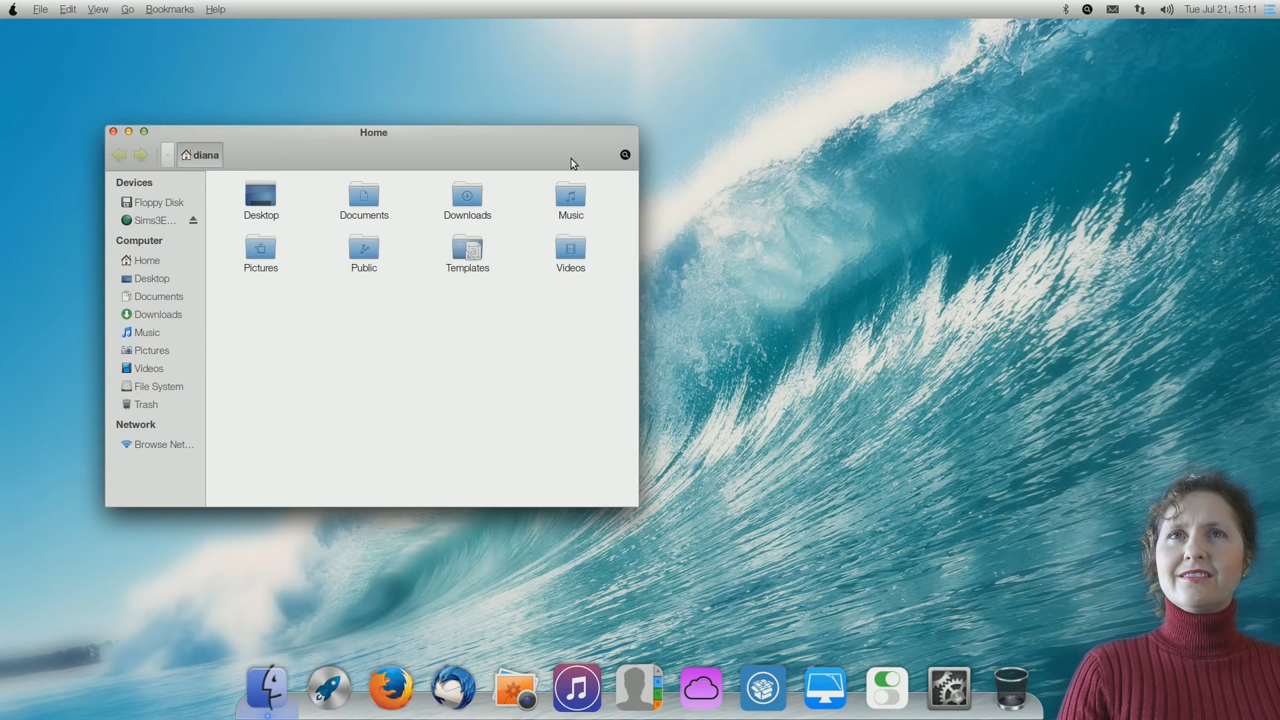 File Edit View Go Bookmarks Help
Tue Jul 21, 15:11
Home
diana
Devices
Floppy Disk
Sims3E...
Computer
Home
Desktop
Documents
Downloads
Music
Pictures
Videos
File System
Trash
Network
Browse Net...
Desktop Documents Downloads Music
Pictures Public Templates Videos